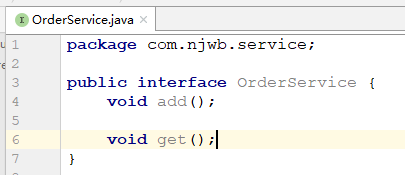 OrderService.java
1 package com.njwb.service;
2
3 public interface OrderService {
4 void add();
5
6 void get();
7 }